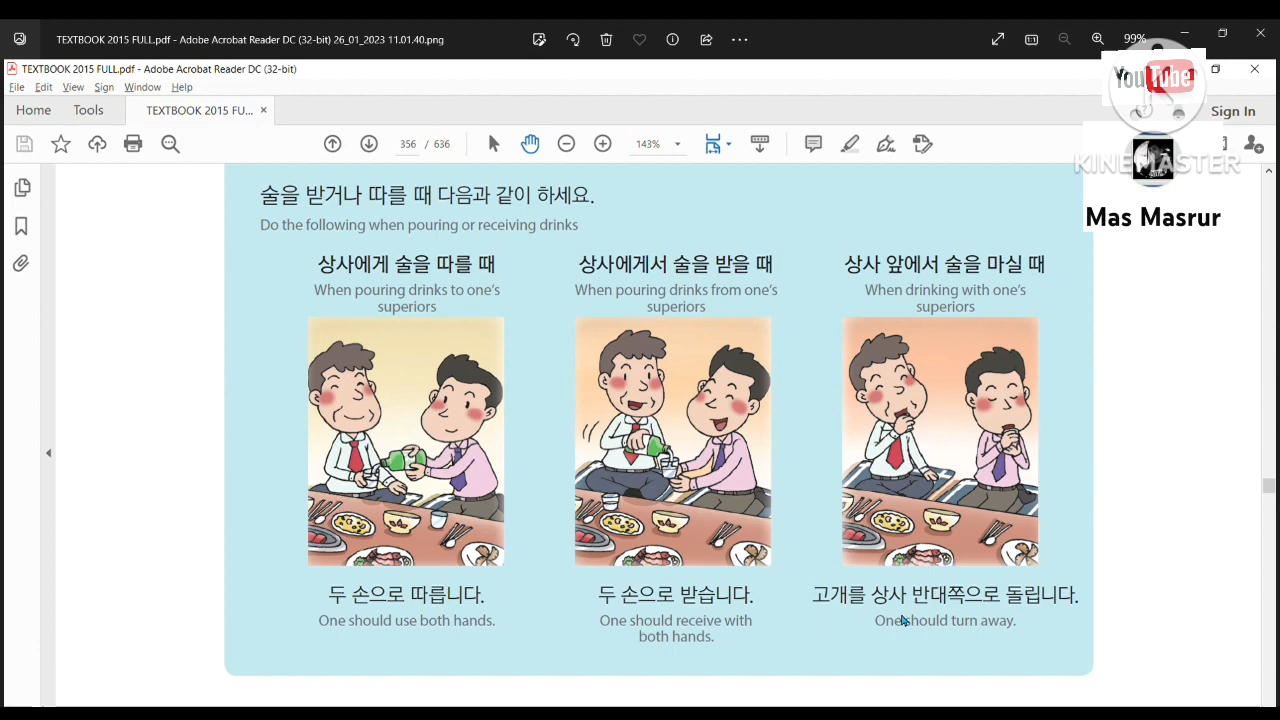 TEXTBOOK 2015 FULL.pdf - Adobe Acrobat Reader DC (32-bit) 26_01_2023 11.01.40.png
99%
TEXTBOOK 2015 FULL.pdf - Adobe Acrobat Reader DC (32-bit)
File Edit View Sign Window Help
YouTube
Home Tools TEXTBOOK 2015 FU... Sign In
356 / 636 143%
KINEMASTER
Mas Masrur
술을 받거나 따를 때 다음과 같이 하세요.
Do the following when pouring or receiving drinks
상사에게 술을 따를 때
When pouring drinks to one's
superiors
상사에게서 술을 받을 때
When pouring drinks from one's
superiors
상사 앞에서 술을 마실 때
When drinking with one's
superiors
두 손으로 따릅니다.
One should use both hands.
두 손으로 받습니다.
One should receive with
both hands.
고개를 상사 반대쪽으로 돌립니다.
One should turn away.